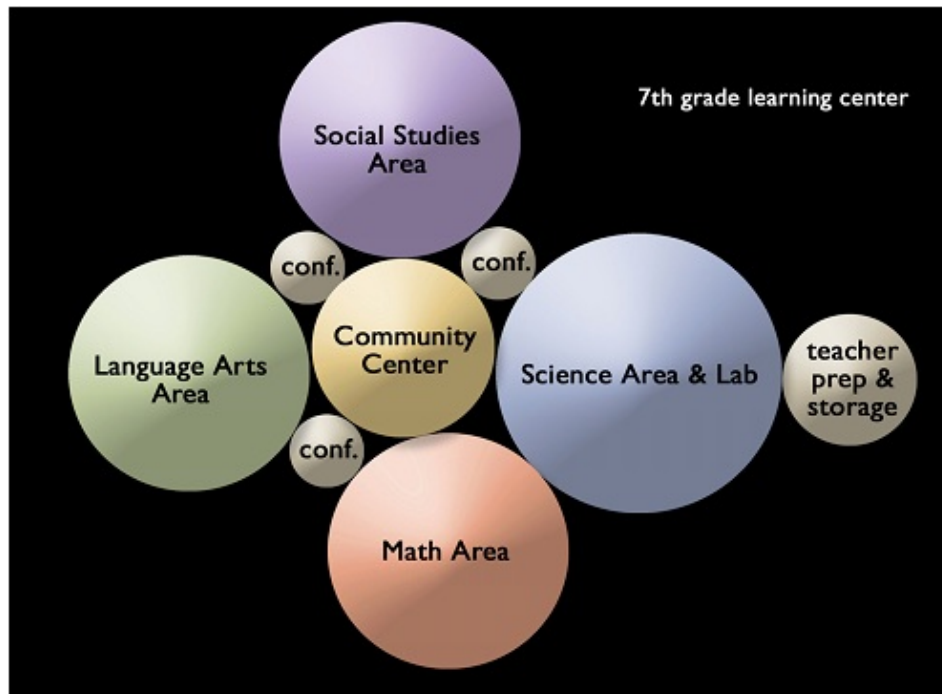 7th grade learning center
Social Studies
Area
conf.
conf.
Community
Center
Language Arts
Area
Science Area & Lab
teacher
prep &
storage
conf.
Math Area